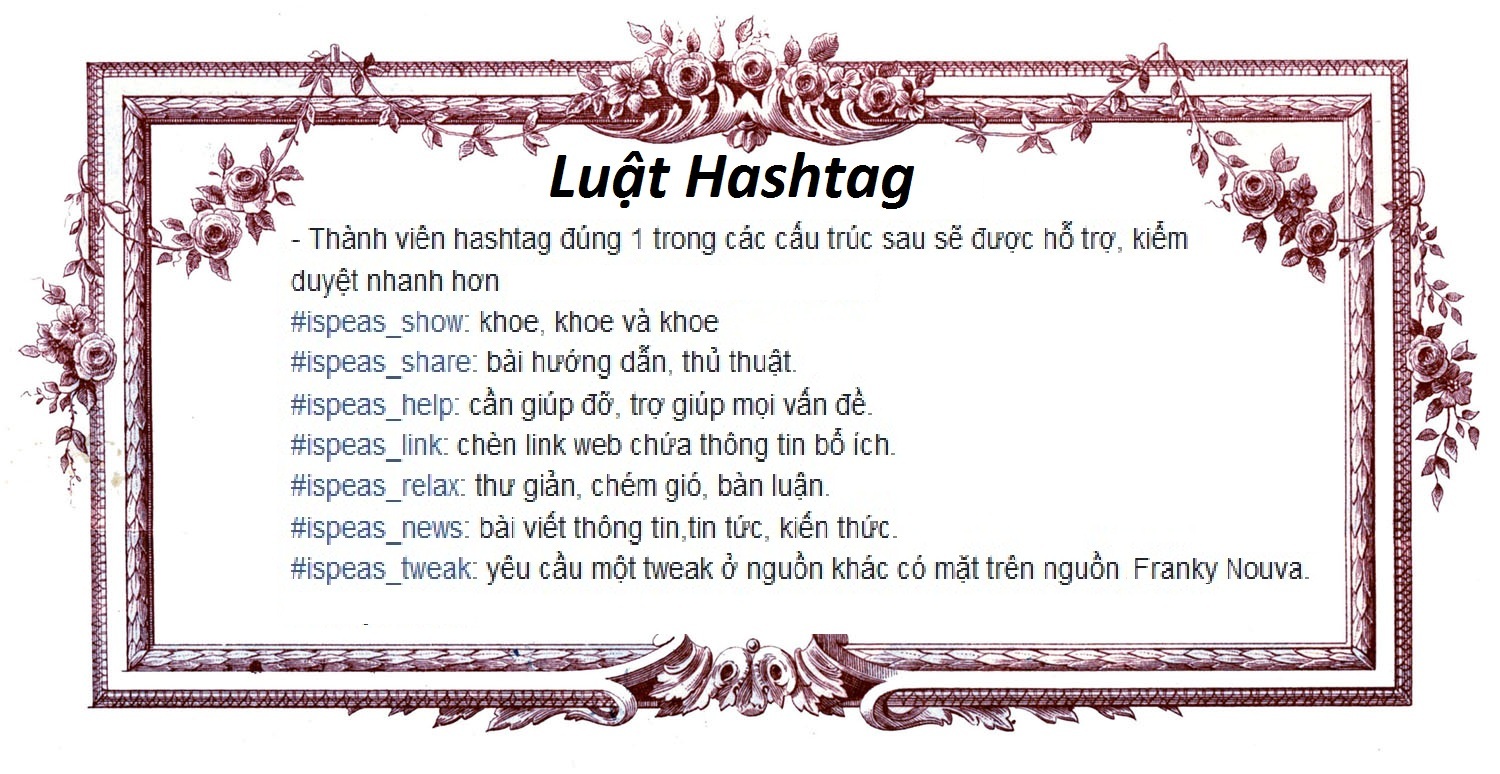 Luật Hashtag
- Thành viên hashtag đúng 1 trong các cấu trúc sau sẽ được hỗ trợ, kiểm
duyệt nhanh hơn
#ispeas_show: khoe, khoe và khoe
#ispeas_share: bài hướng dẫn, thủ thuật.
#ispeas_help: cần giúp đỡ, trợ giúp mọi vấn đề.
#ispeas_link: chèn link web chứa thông tin bổ ích.
#ispeas_relax: thư giản, chém gió, bàn luận.
#ispeas_news: bài viết thông tin,tin tức, kiến thức.
#ispeas_tweak: yêu cầu một tweak ở nguồn khác có mặt trên nguồn Franky Nouva.